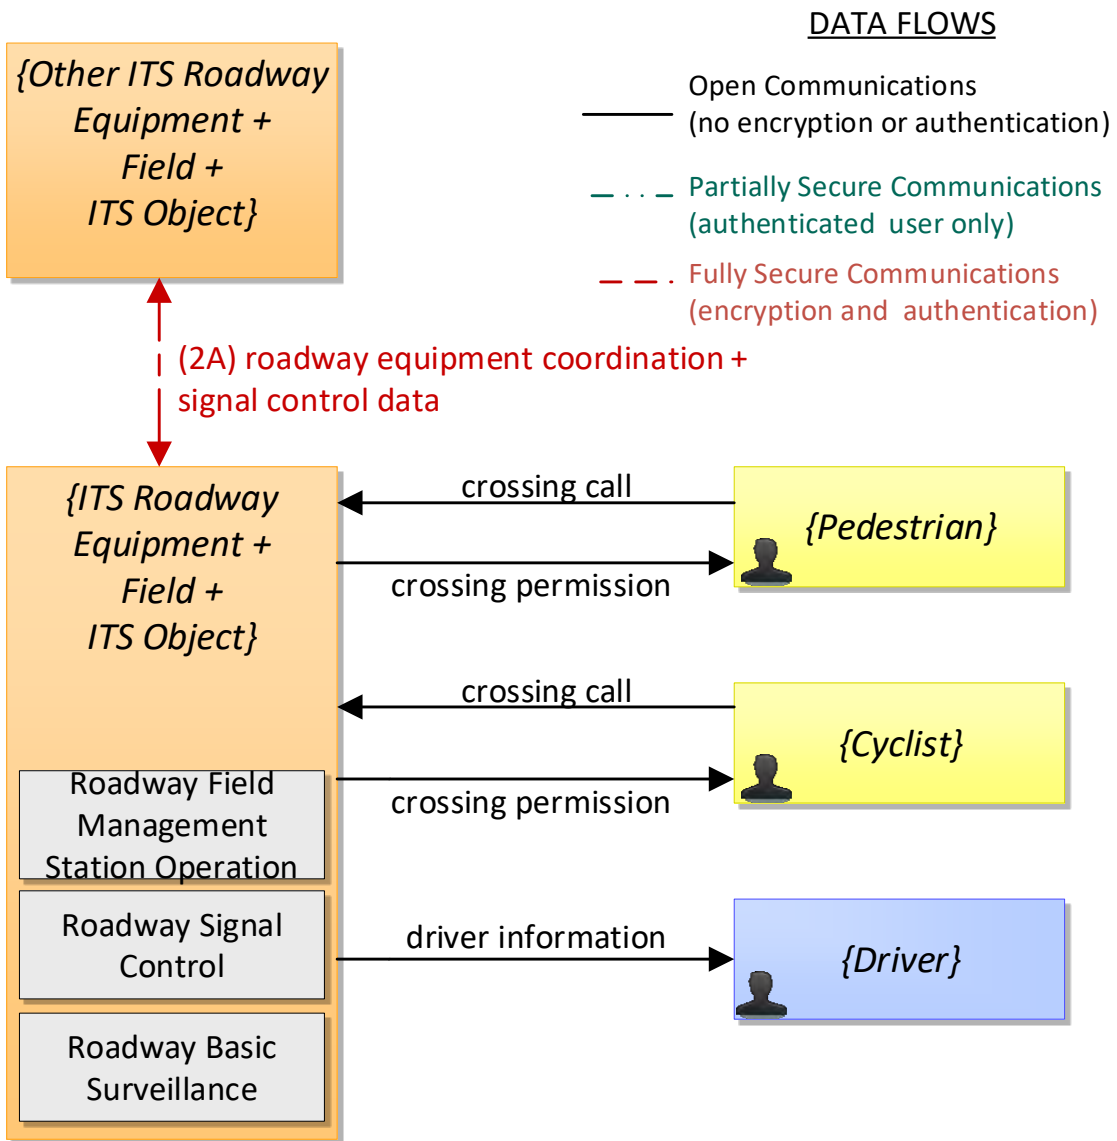 DATA FLOWS
{Other ITS Roadway
Equipment +
Field +
ITS Object}
Open Communications
(no encryption or authentication)
Partially Secure Communications
(authenticated user only)
Fully Secure Communications
(encryption and authentication)
(2A) roadway equipment coordination +
signal control data
{ITS Roadway
Equipment +
Field +
ITS Object}
crossing call
{Pedestrian}
crossing permission
crossing call
{Cyclist}
crossing permission
Roadway Field
Management
Station Operation
Roadway Signal
Control
driver information
{Driver}
Roadway Basic
Surveillance